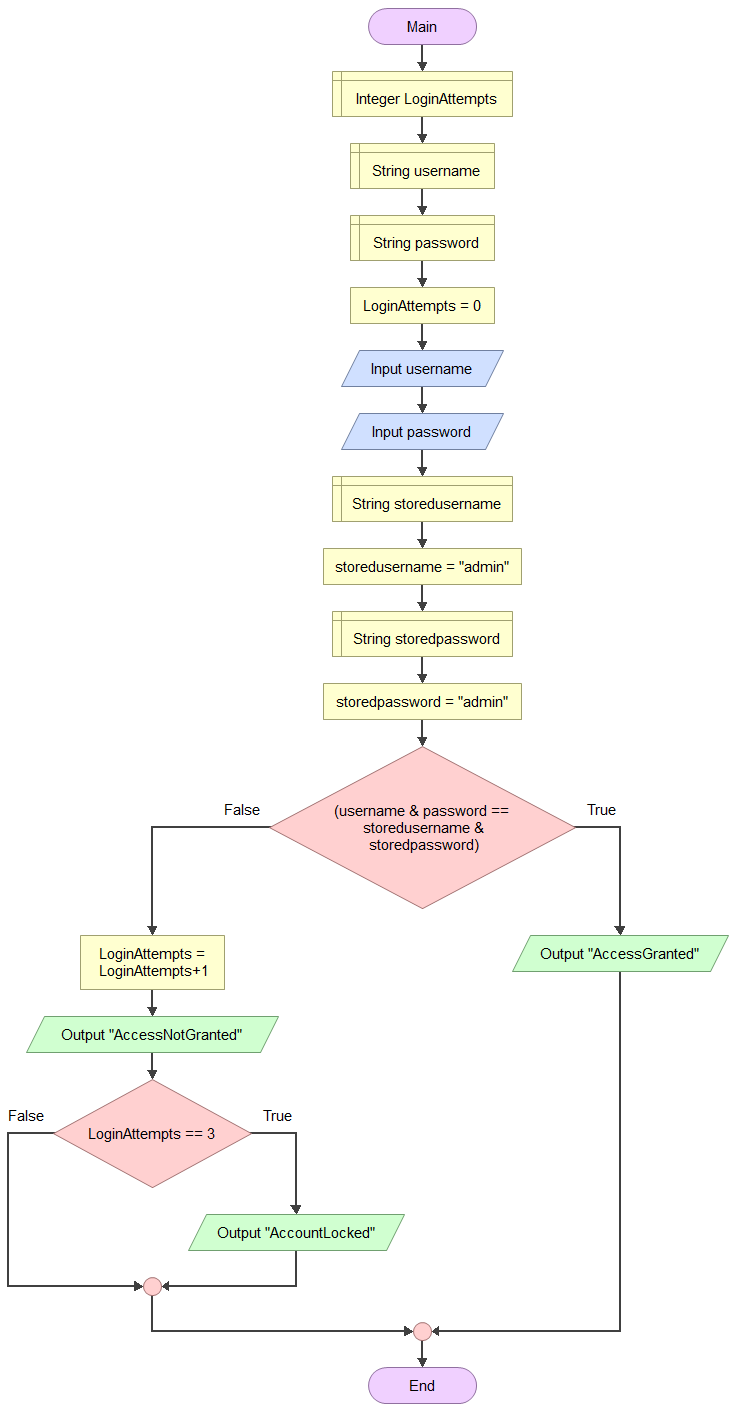 Main
Integer LoginAttempts
String username
String password
LoginAttempts = 0
Input username
Input password
String storedusername
storedusername = "admin"
String storedpassword
storedpassword = "admin"
False
True
(username & password ==
storedusername &
storedpassword)
LoginAttempts =
LoginAttempts+1
Output "AccessGranted"
Output "AccessNotGranted"
False
True
LoginAttempts == 3
Output "AccountLocked"
End